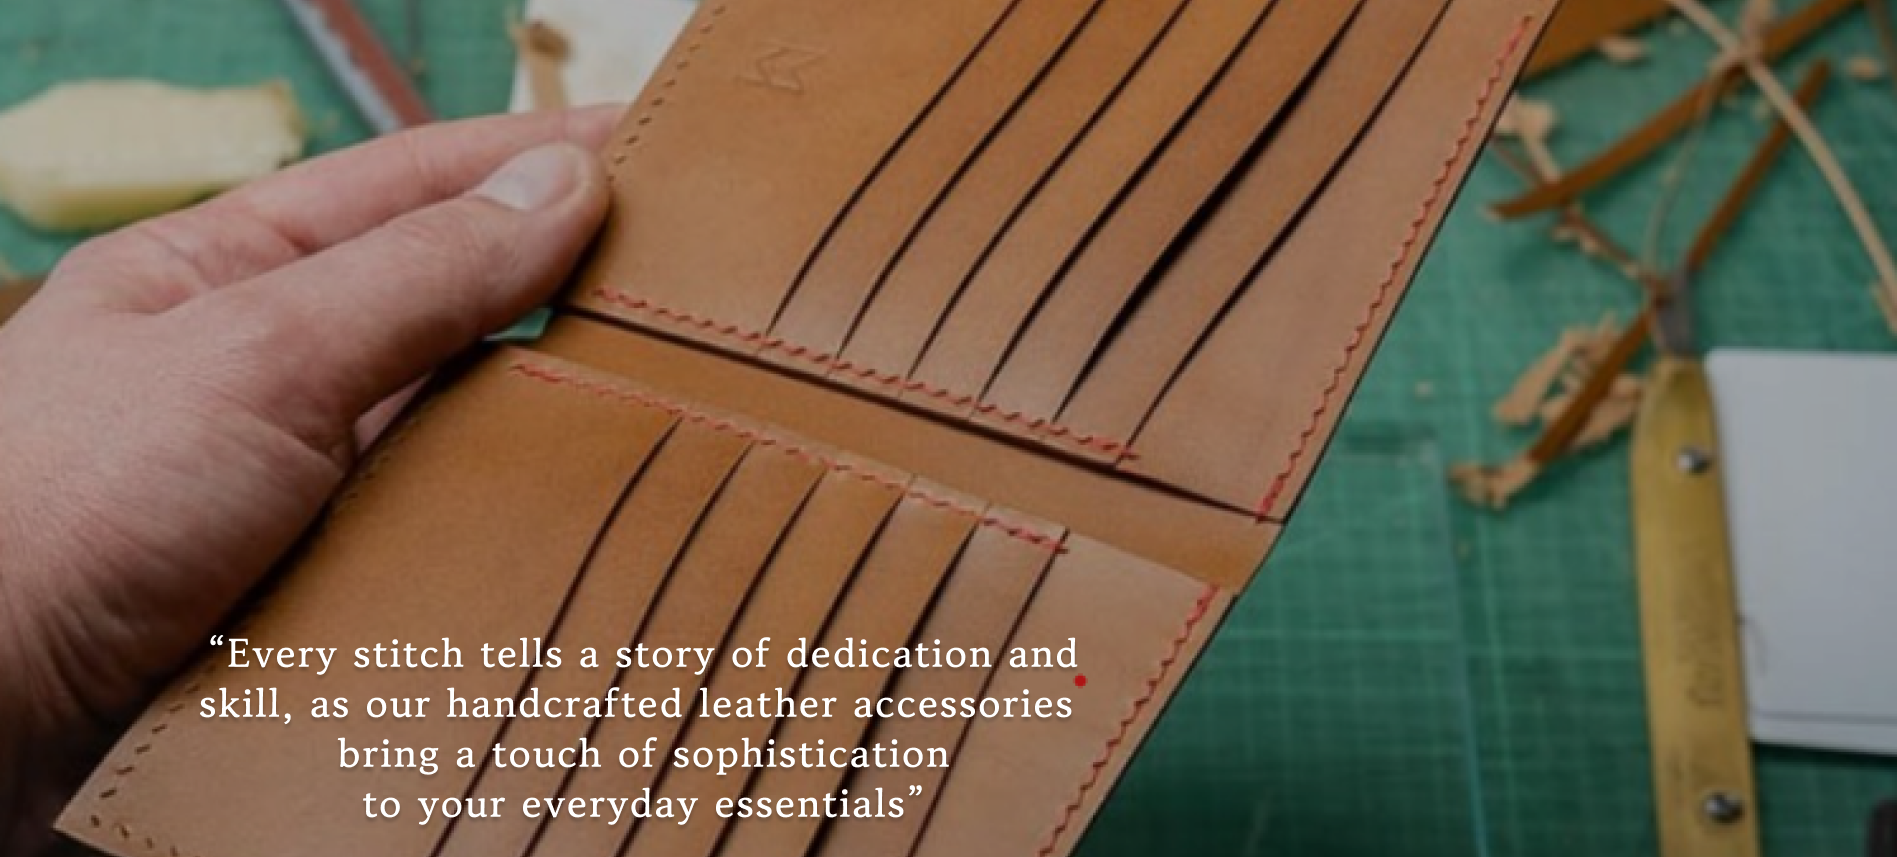 “Every stitch tells a story of dedication and
skill, as our handcrafted leather accessories
bring a touch of sophistication
to your everyday essentials”